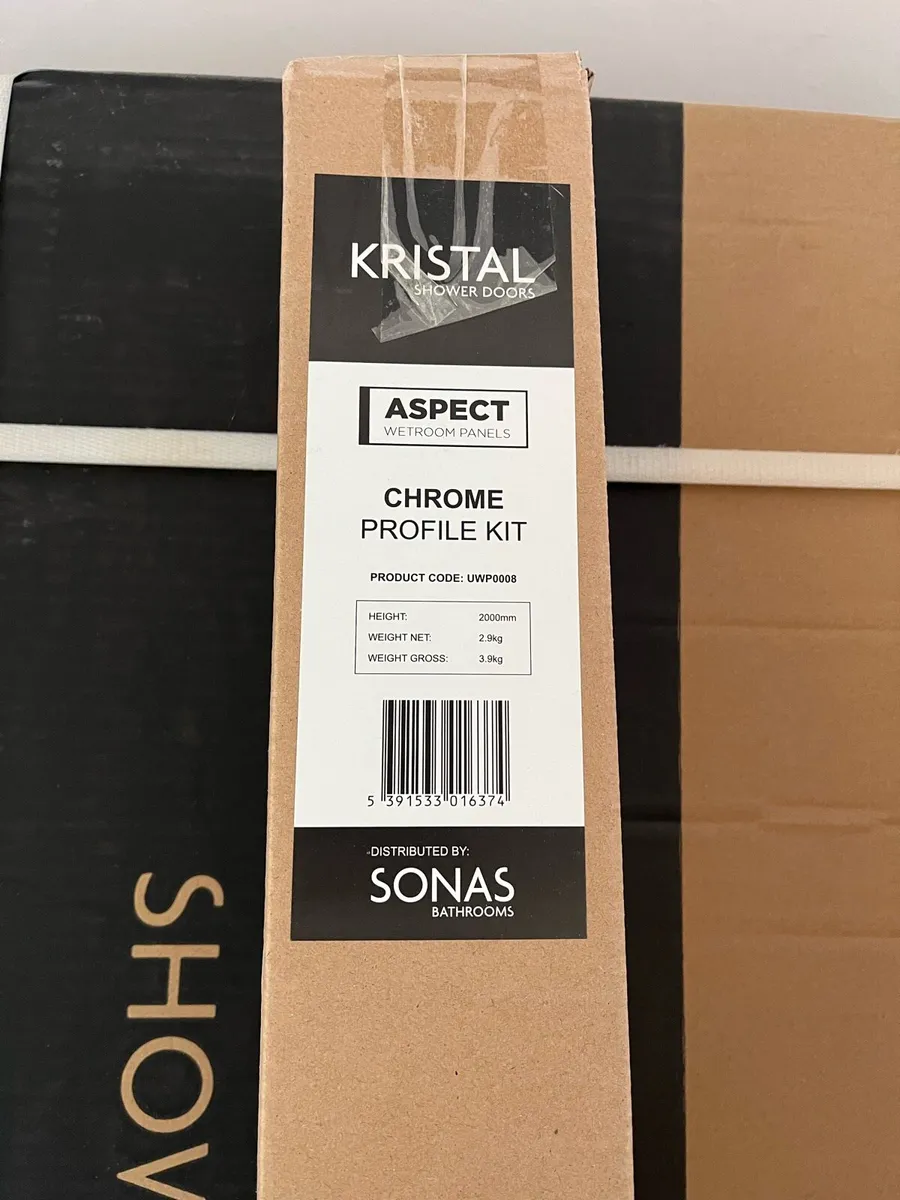 KRISTAL
SHOWER DOORS
ASPECT
WETROOM PANELS
CHROME
PROFILE KIT
PRODUCT CODE: UWP0008
HEIGHT: 2000mm
WEIGHT NET: 2.9kg
WEIGHT GROSS: 3.9kg
5 391533 016374
DISTRIBUTED BY:
SONAS
BATHROOMS
SHOW